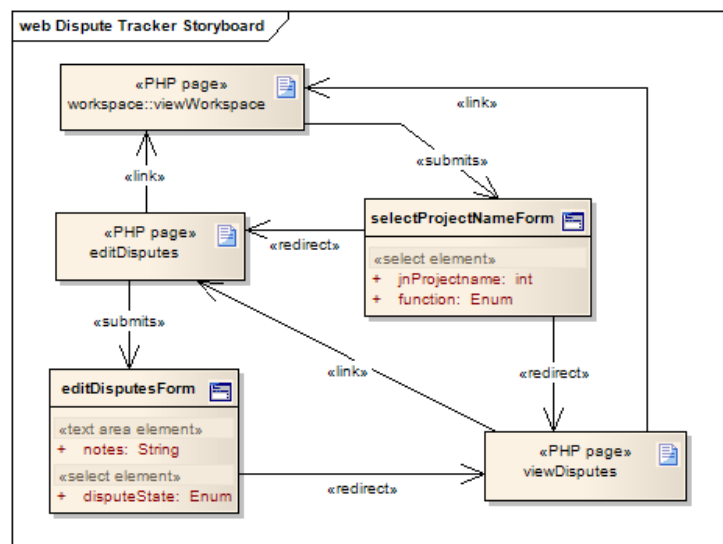 web Dispute Tracker Storyboard
«PHP page»
workspace::viewWorkspace
«link»
«submits»
«link»
«PHP page»
editDisputes
selectProjectNameForm
«redirect»
«select element»
+ jnProjectname: int
+ function: Enum
«submits»
«link»
«redirect»
editDisputesForm
«text area element»
+ notes: String
«select element»
+ disputeState: Enum
«redirect»
«PHP page»
viewDisputes